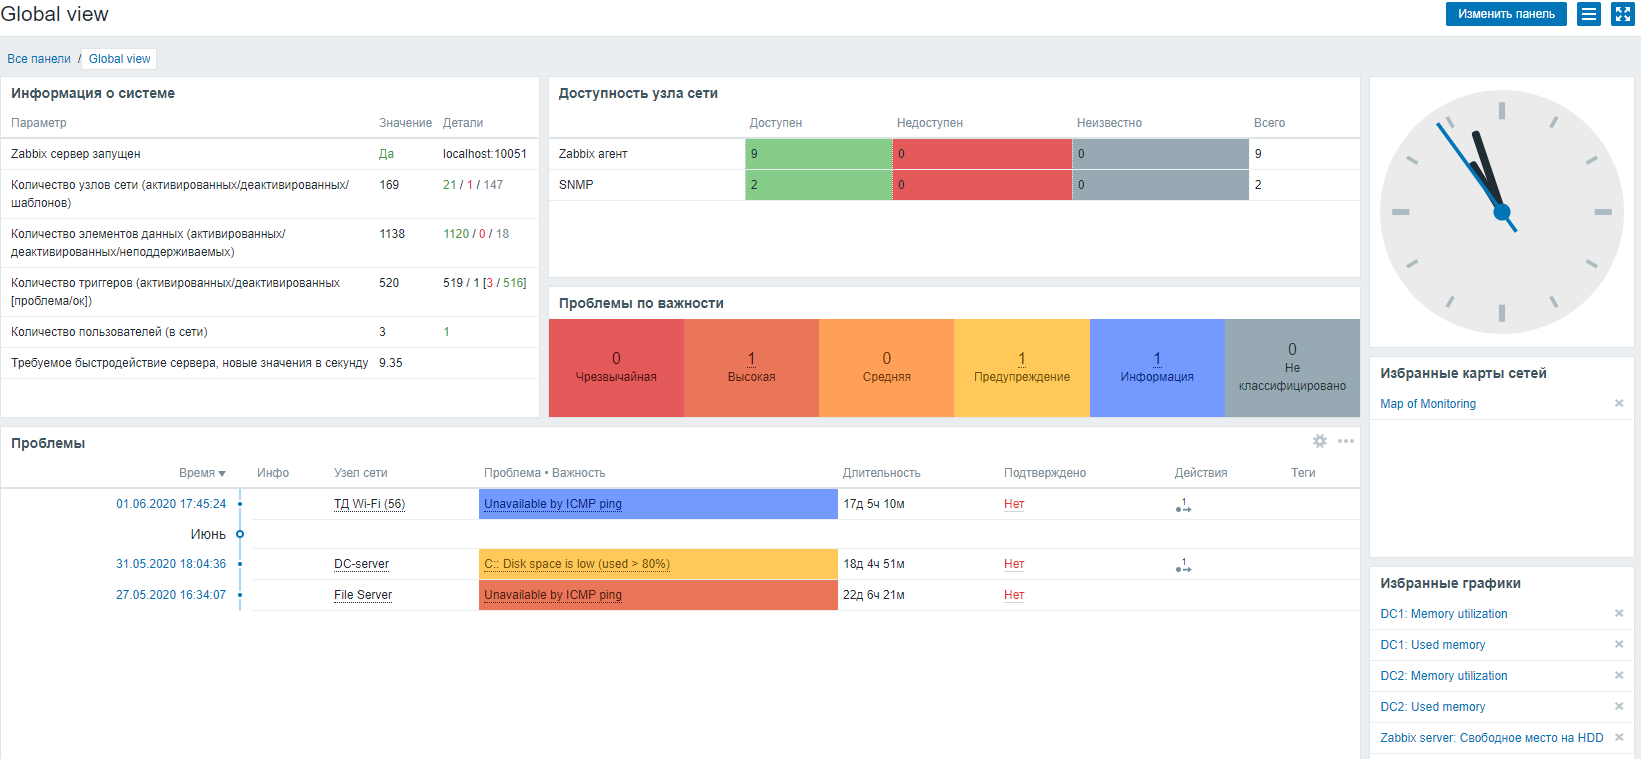 Global view
Изменить панель
Все панели / Global view
Информация о системе
Параметр Значение Детали
Zabbix сервер запущен Да localhost:10051
Количество узлов сети (активированных/деактивированных/ 169 21 / 1 / 147
шаблонов)
Количество элементов данных (активированных/ 1138 1120 / 0 / 18
деактивированных/неподдерживаемых)
Количество триггеров (активированных/деактивированных 520 519 / 1 [3 / 516]
[проблема/ок])
Количество пользователей (в сети) 3 1
Требуемое быстродействие сервера, новые значения в секунду 9.35
Доступность узла сети
Доступен Недоступен Неизвестно Всего
Zabbix агент 9 0 0 9
SNMP 2 0 0 2
Проблемы по важности
0 1 0 1 1 0
Чрезвычайная Высокая Средняя Предупреждение Информация Не
классифицировано
Проблемы
Время Инфо Узел сети Проблема • Важность Длительность Подтверждено Действия Теги
01.06.2020 17:45:24 ТД Wi-Fi (56) Unavailable by ICMP ping 17д 5ч 10м Нет 1
Июнь
31.05.2020 18:04:36 DC-server C:: Disk space is low (used > 80%) 18д 4ч 51м Нет 1
27.05.2020 16:34:07 File Server Unavailable by ICMP ping 22д 6ч 21м Нет
Избранные карты сетей
Map of Monitoring
Избранные графики
DC1: Memory utilization
DC1: Used memory
DC2: Memory utilization
DC2: Used memory
Zabbix server: Свободное место на HDD